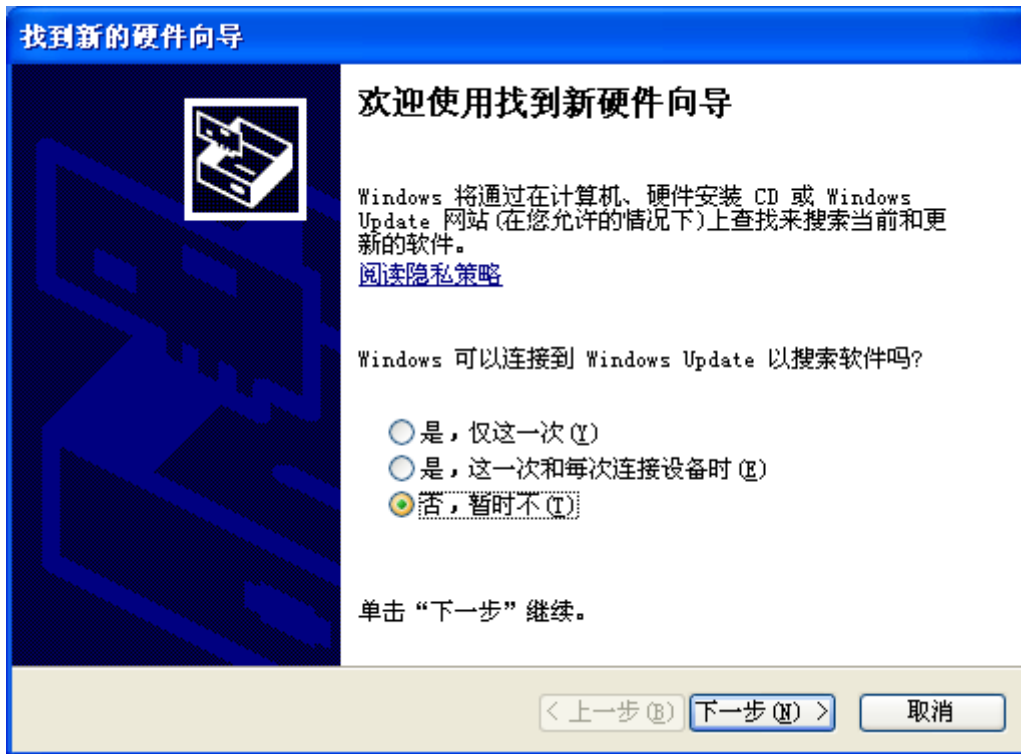 找到新的硬件向导
欢迎使用找到新硬件向导
Windows 将通过在计算机、硬件安装 CD 或 Windows
Update 网站(在您允许的情况下)上查找来搜索当前和更
新的软件。
阅读隐私策略
Windows 可以连接到 Windows Update 以搜索软件吗?
是，仅这一次(Y)
是，这一次和每次连接设备时(E)
否，暂时不(T)
单击“下一步”继续。
< 上一步(B) 下一步(N) > 取消